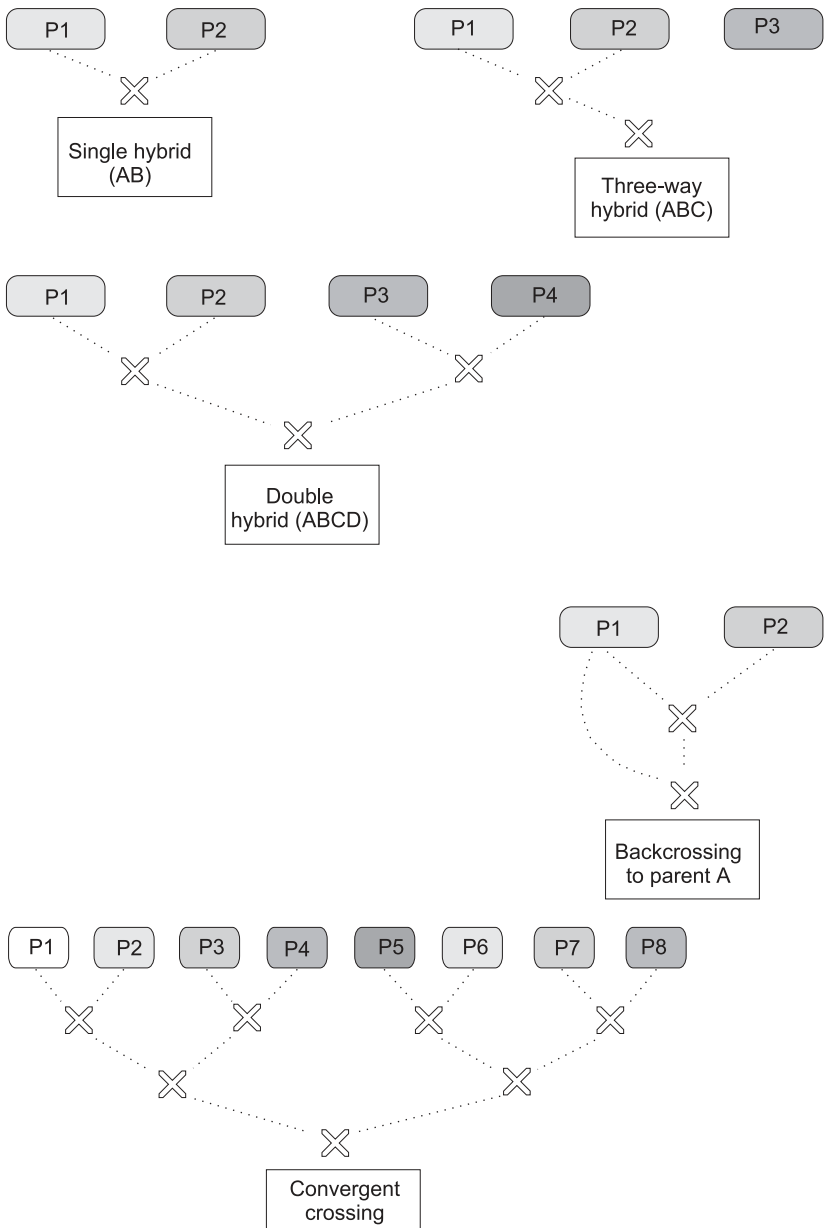 P1 P2
Single hybrid
(AB)
P1 P2 P3
Three-way
hybrid (ABC)
P1 P2 P3 P4
Double
hybrid (ABCD)
P1 P2
Backcrossing
to parent A
P1 P2 P3 P4 P5 P6 P7 P8
Convergent
crossing